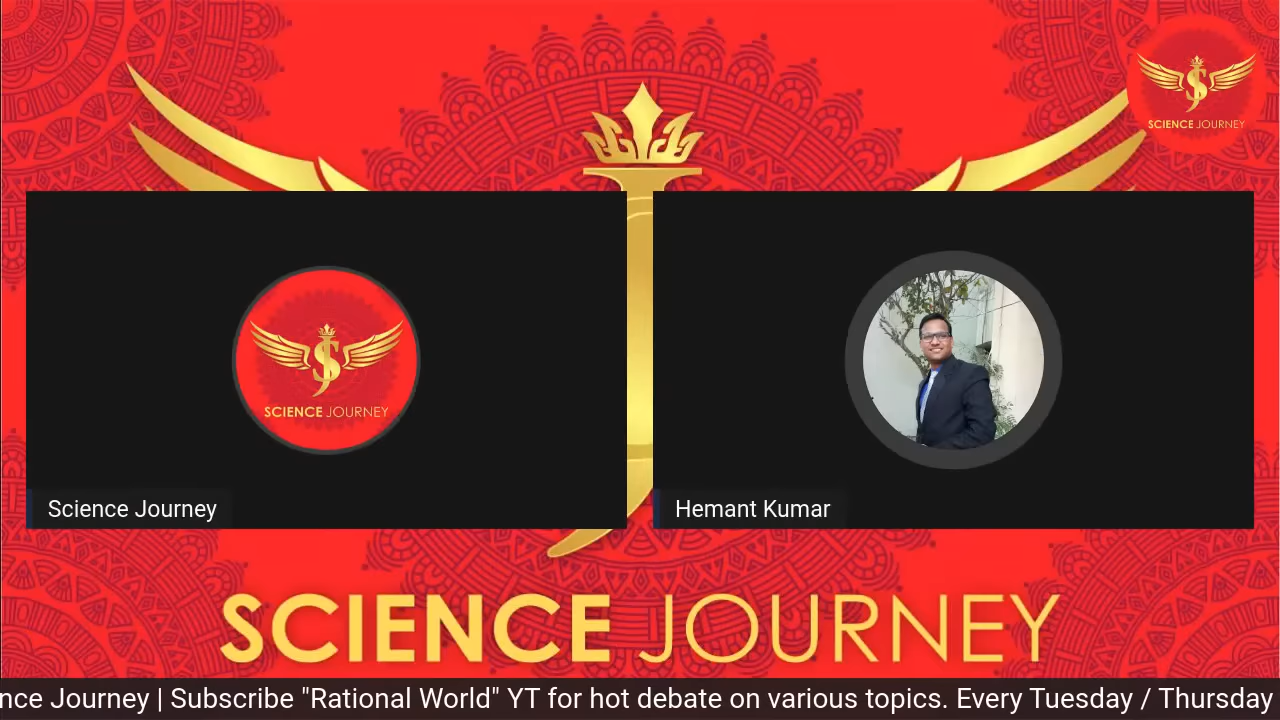 SCIENCE JOURNEY
SCIENCE JOURNEY
Science Journey
Hemant Kumar
SCIENCE JOURNEY
nce Journey | Subscribe "Rational World" YT for hot debate on various topics. Every Tuesday / Thursday